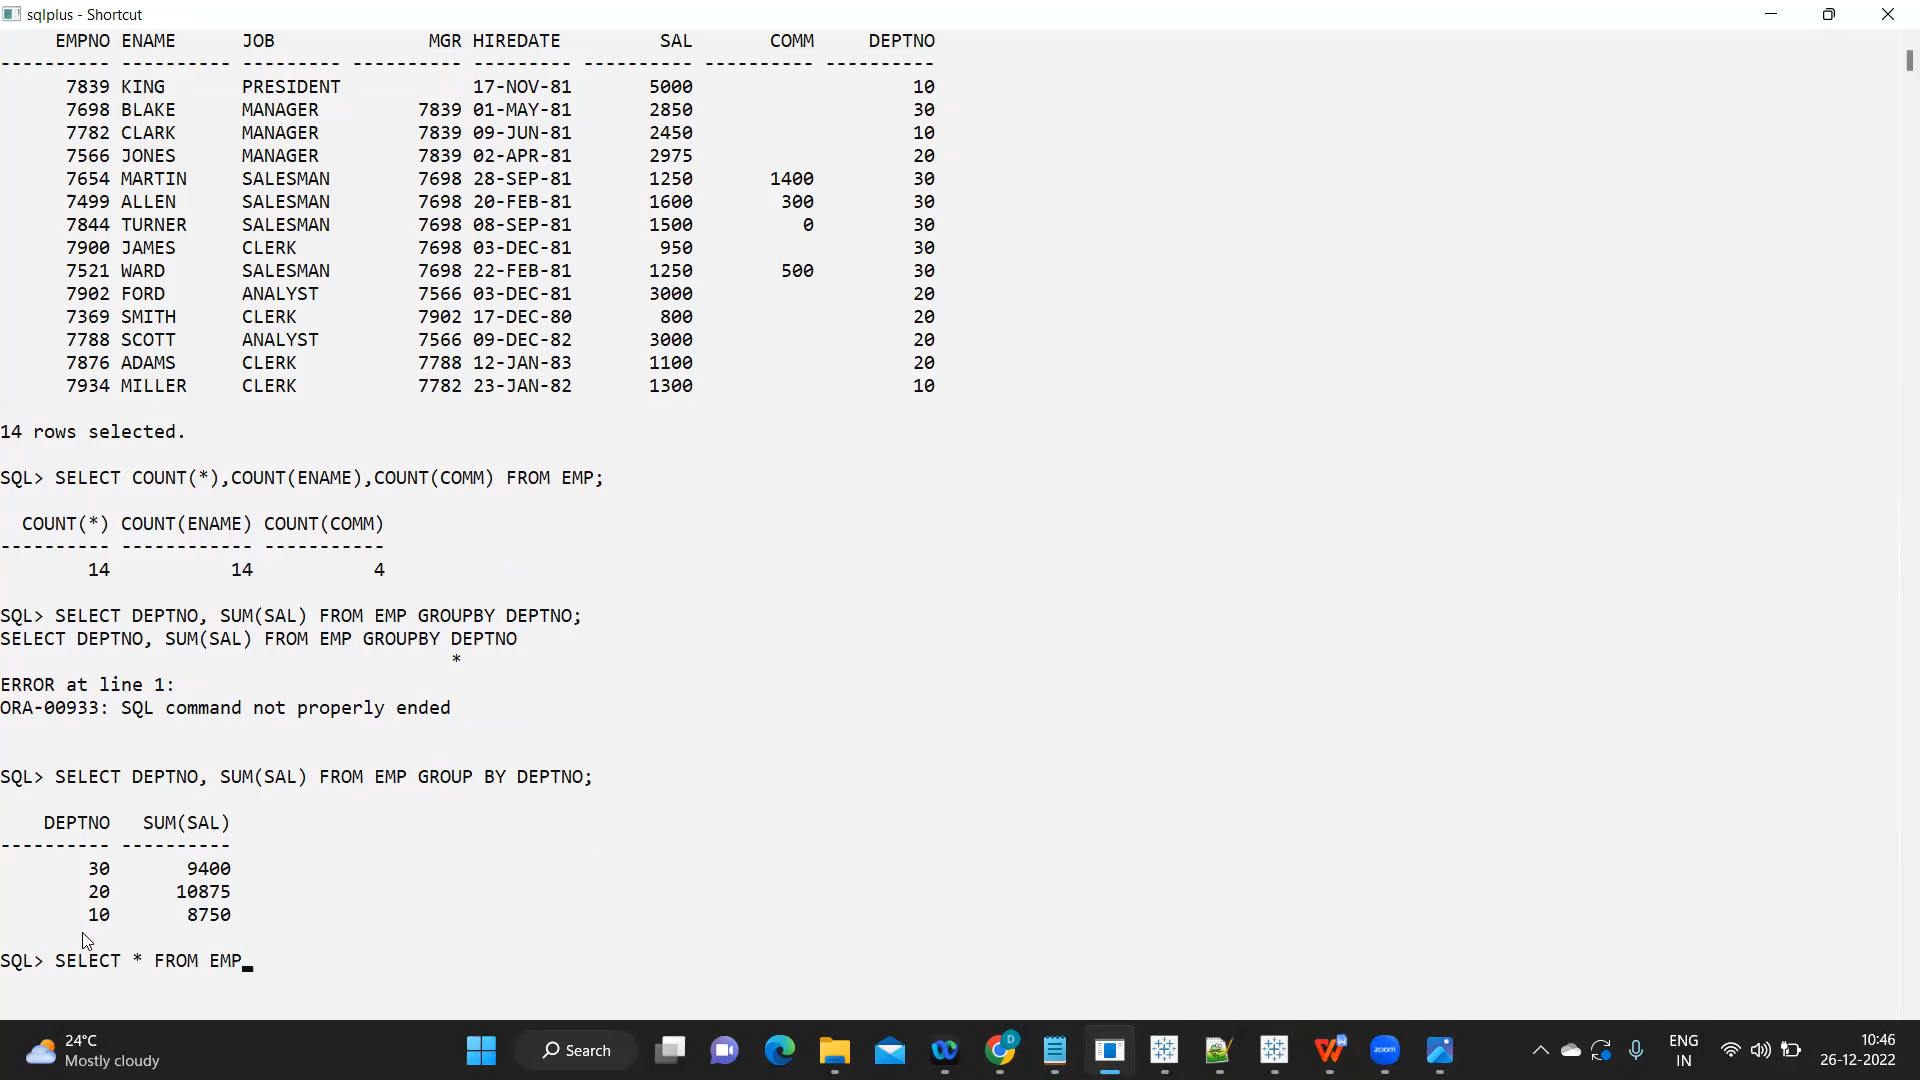 sqlplus - Shortcut
EMPNO ENAME JOB MGR HIREDATE SAL COMM DEPTNO
---------- ---------- --------- ---------- --------- ---------- ---------- ----------
7839 KING PRESIDENT 17-NOV-81 5000 10
7698 BLAKE MANAGER 7839 01-MAY-81 2850 30
7782 CLARK MANAGER 7839 09-JUN-81 2450 10
7566 JONES MANAGER 7839 02-APR-81 2975 20
7654 MARTIN SALESMAN 7698 28-SEP-81 1250 1400 30
7499 ALLEN SALESMAN 7698 20-FEB-81 1600 300 30
7844 TURNER SALESMAN 7698 08-SEP-81 1500 0 30
7900 JAMES CLERK 7698 03-DEC-81 950 30
7521 WARD SALESMAN 7698 22-FEB-81 1250 500 30
7902 FORD ANALYST 7566 03-DEC-81 3000 20
7369 SMITH CLERK 7902 17-DEC-80 800 20
7788 SCOTT ANALYST 7566 09-DEC-82 3000 20
7876 ADAMS CLERK 7788 12-JAN-83 1100 20
7934 MILLER CLERK 7782 23-JAN-82 1300 10
14 rows selected.
SQL> SELECT COUNT(*),COUNT(ENAME),COUNT(COMM) FROM EMP;
COUNT(*) COUNT(ENAME) COUNT(COMM)
---------- ------------ -----------
14 14 4
SQL> SELECT DEPTNO, SUM(SAL) FROM EMP GROUPBY DEPTNO;
SELECT DEPTNO, SUM(SAL) FROM EMP GROUPBY DEPTNO
*
ERROR at line 1:
ORA-00933: SQL command not properly ended
SQL> SELECT DEPTNO, SUM(SAL) FROM EMP GROUP BY DEPTNO;
DEPTNO SUM(SAL)
---------- ----------
30 9400
20 10875
10 8750
SQL> SELECT * FROM EMP
24°C
Mostly cloudy
Search
D
W
zoom
ENG
IN
10:46
26-12-2022